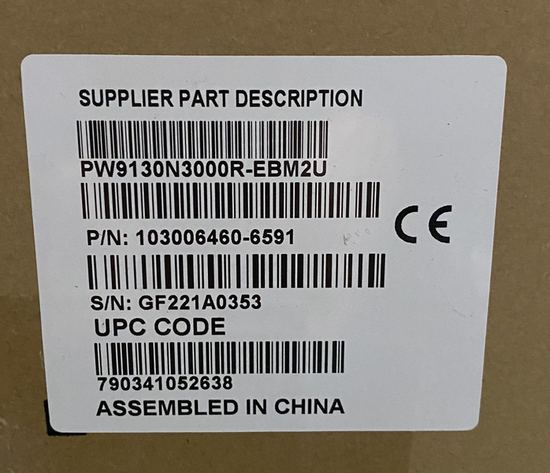 SUPPLIER PART DESCRIPTION
PW9130N3000R-EBM2U
P/N: 103006460-6591
CE
S/N: GF221A0353
UPC CODE
790341052638
ASSEMBLED IN CHINA